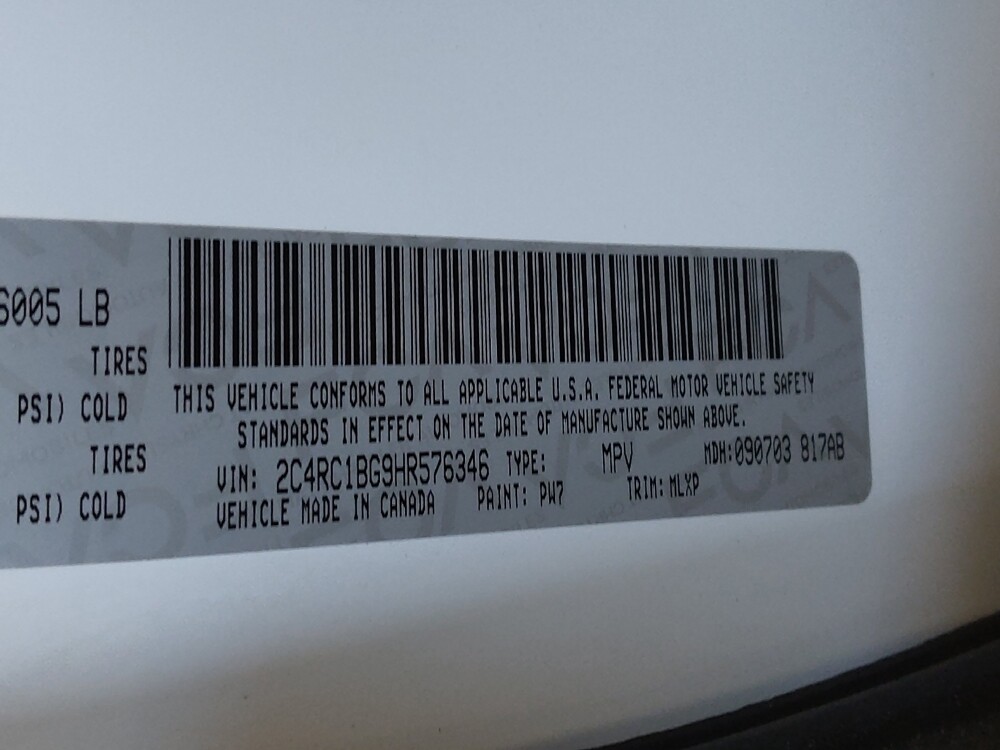 6005 LB
TIRES
PSI) COLD
TIRES
PSI) COLD
THIS VEHICLE CONFORMS TO ALL APPLICABLE U.S.A. FEDERAL MOTOR VEHICLE SAFETY
STANDARDS IN EFFECT ON THE DATE OF MANUFACTURE SHOWN ABOVE.
VIN: 2C4RC1BG9HR576346 TYPE: MPV MDH:090703 817AB
VEHICLE MADE IN CANADA PAINT: PW7 TRIM: MLXP